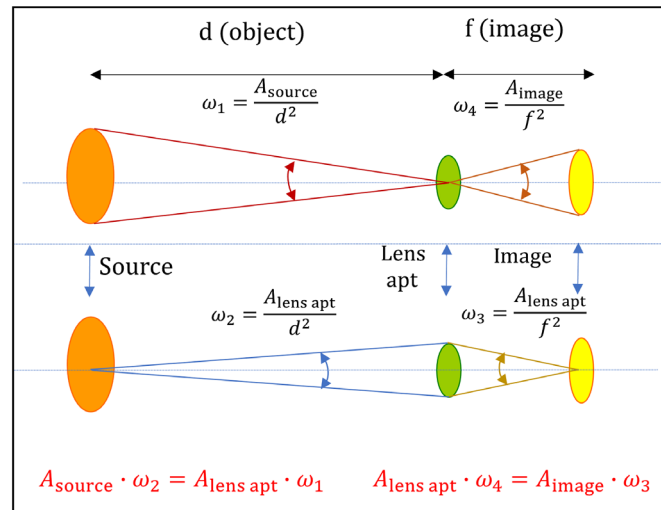 d (object) f (image)
ω₁ = A_source / d² ω₄ = A_image / f²
Source Lens apt Image
ω₂ = A_lens apt / d² ω₃ = A_lens apt / f²
A_source · ω₂ = A_lens apt · ω₁ A_lens apt · ω₄ = A_image · ω₃